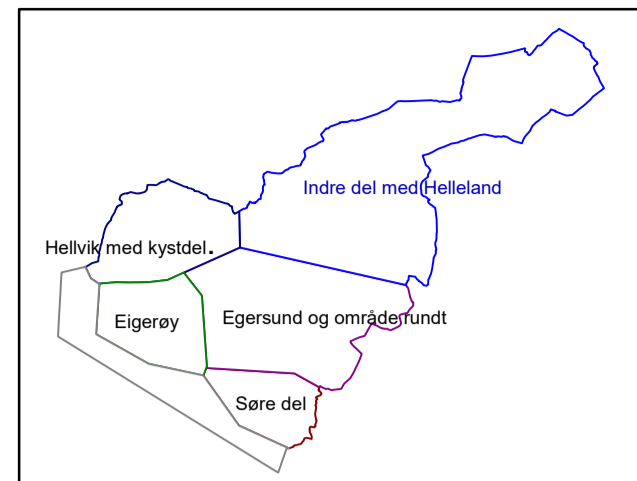 Indre del med Helleland
Hellvik med kystdel.
Egersund og område rundt
Eigerøy
Søre del